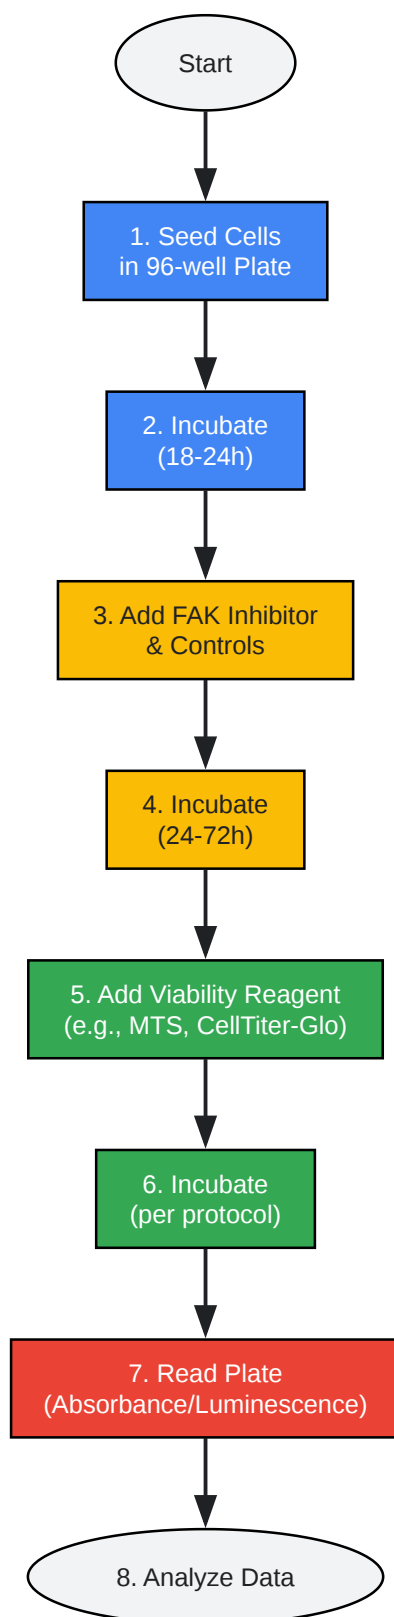 Start
1. Seed Cells
in 96-well Plate
2. Incubate
(18-24h)
3. Add FAK Inhibitor
& Controls
4. Incubate
(24-72h)
5. Add Viability Reagent
(e.g., MTS, CellTiter-Glo)
6. Incubate
(per protocol)
7. Read Plate
(Absorbance/Luminescence)
8. Analyze Data